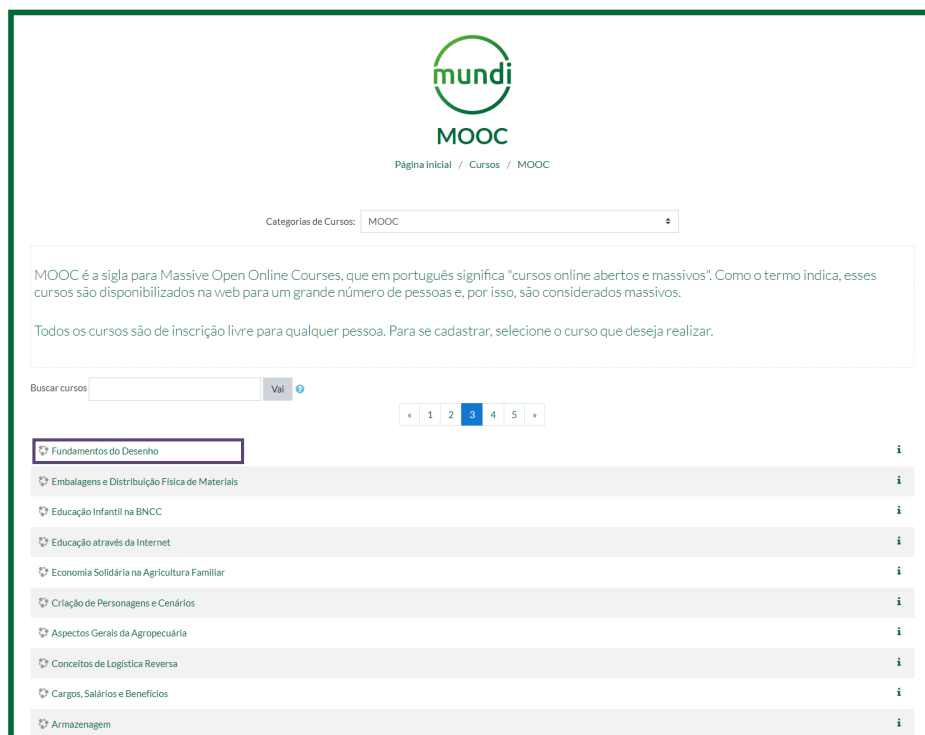 mundi
MOOC
Página inicial / Cursos / MOOC
Categorias de Cursos: MOOC
MOOC é a sigla para Massive Open Online Courses, que em português significa "cursos online abertos e massivos". Como o termo indica, esses
cursos são disponibilizados na web para um grande número de pessoas e, por isso, são considerados massivos.
Todos os cursos são de inscrição livre para qualquer pessoa. Para se cadastrar, selecione o curso que deseja realizar.
Buscar cursos Vai ?
« 1 2 3 4 5 »
Fundamentos do Desenho i
Embalagens e Distribuição Física de Materiais i
Educação Infantil na BNCC i
Educação através da Internet i
Economia Solidária na Agricultura Familiar i
Criação de Personagens e Cenários i
Aspectos Gerais da Agropecuária i
Conceitos de Logística Reversa i
Cargos, Salários e Benefícios i
Armazenagem i